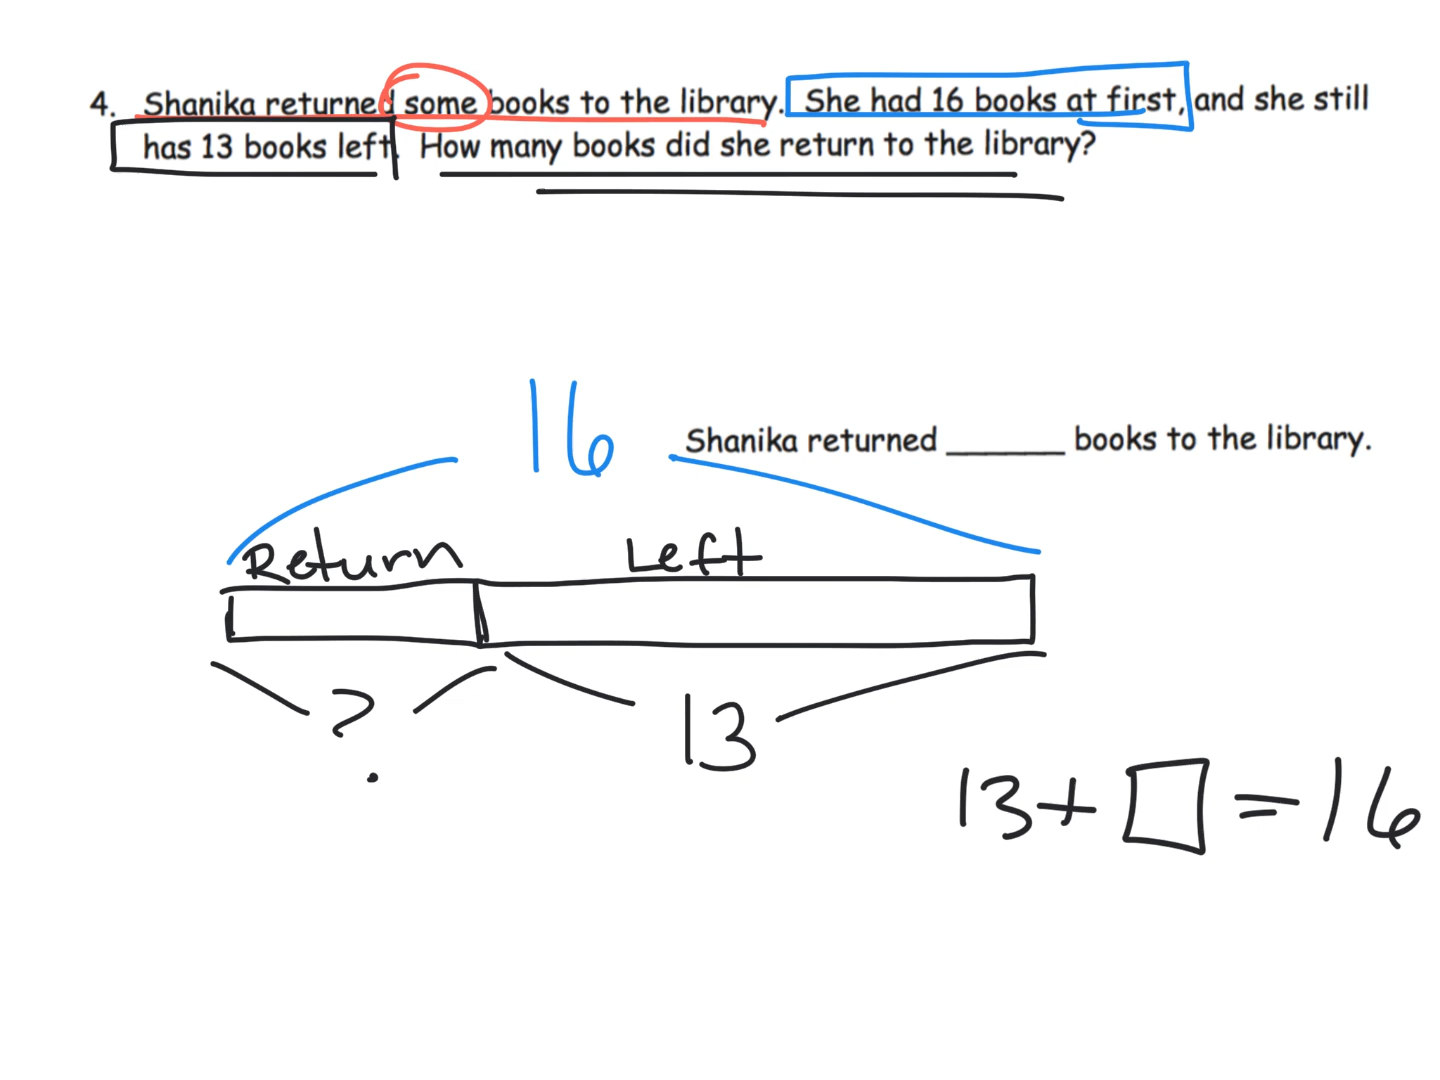 4. Shanika returned some books to the library. She had 16 books at first, and she still
has 13 books left. How many books did she return to the library?
16
Shanika returned ______ books to the library.
Return Left
? 13
13 + □ = 16